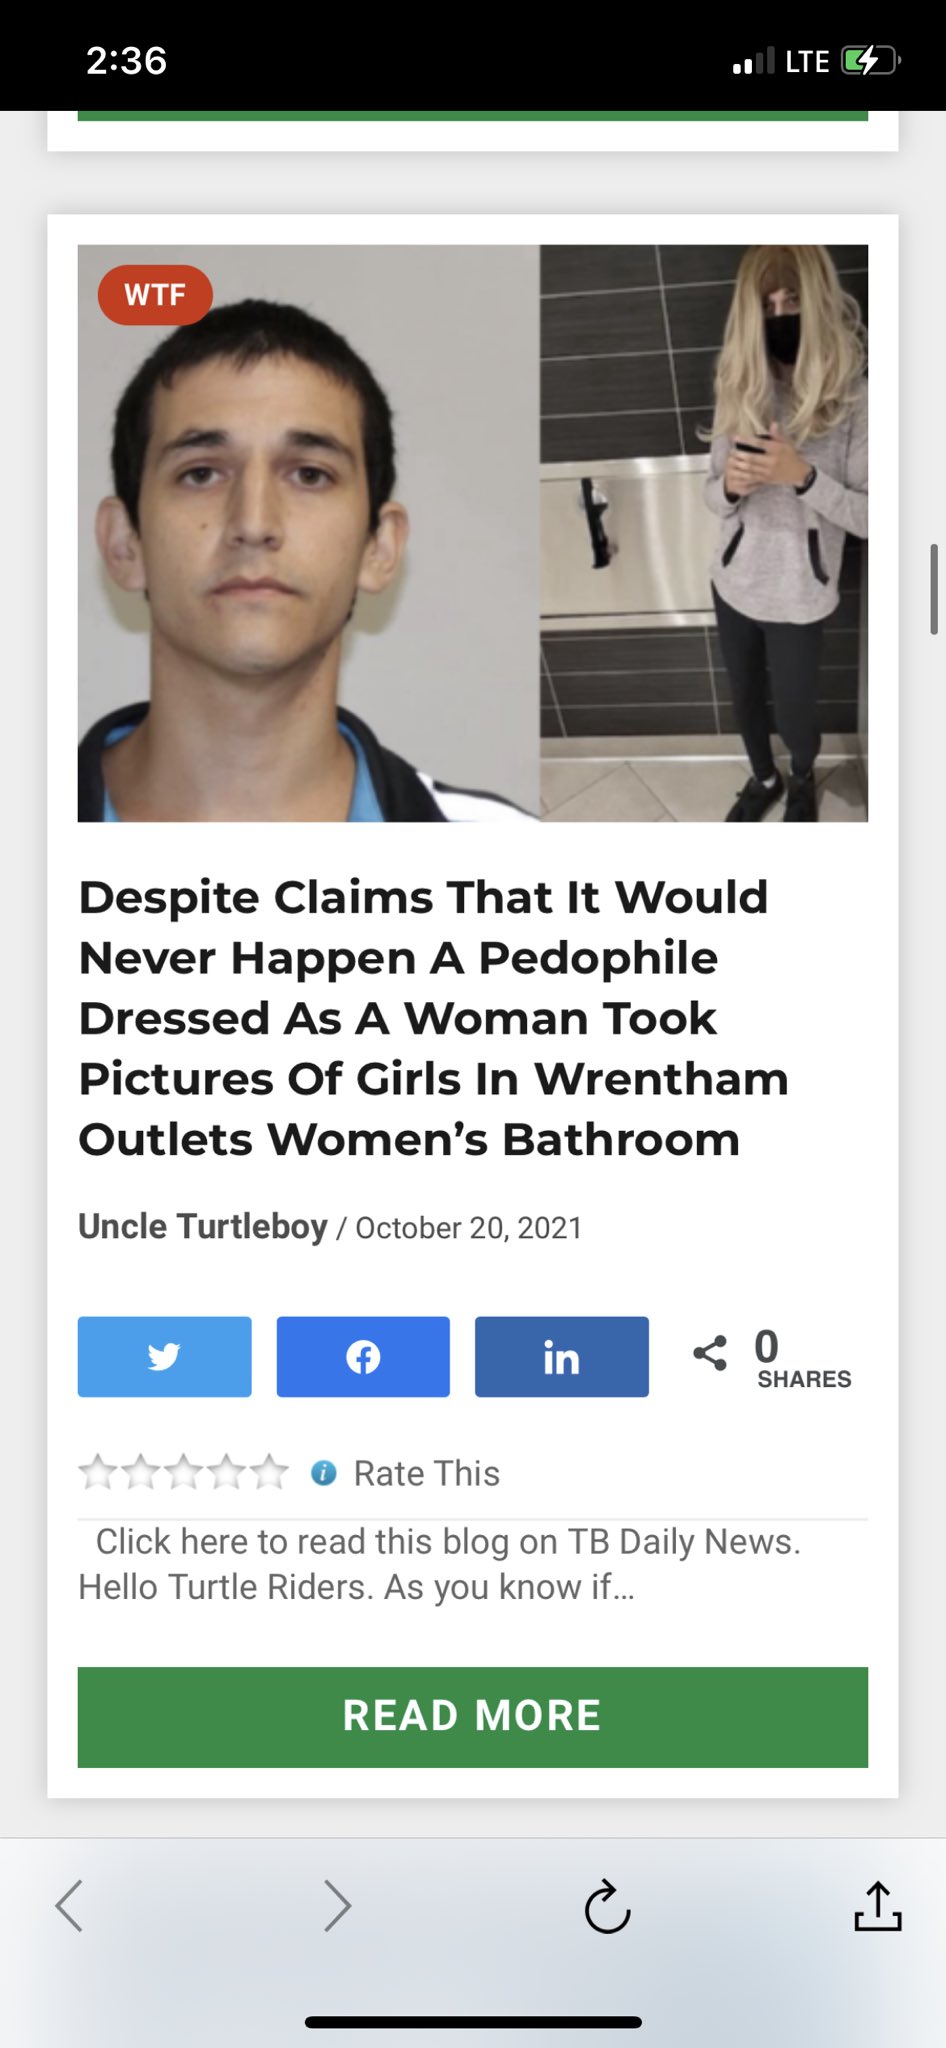 2:36 LTE
WTF
Despite Claims That It Would
Never Happen A Pedophile
Dressed As A Woman Took
Pictures Of Girls In Wrentham
Outlets Women’s Bathroom
Uncle Turtleboy / October 20, 2021
in 0
SHARES
i Rate This
Click here to read this blog on TB Daily News.
Hello Turtle Riders. As you know if…
READ MORE